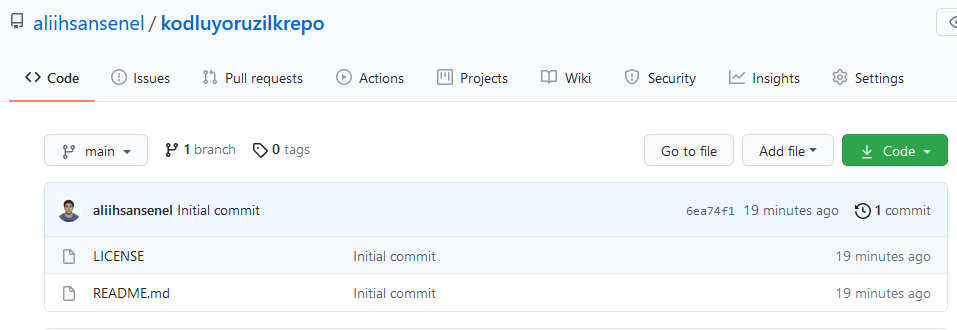 aliihsansenel / kodluyoruzilkrepo
Code Issues Pull requests Actions Projects Wiki Security Insights Settings
main 1 branch 0 tags Go to file Add file Code
aliihsansenel Initial commit 6ea74f1 19 minutes ago 1 commit
LICENSE Initial commit 19 minutes ago
README.md Initial commit 19 minutes ago